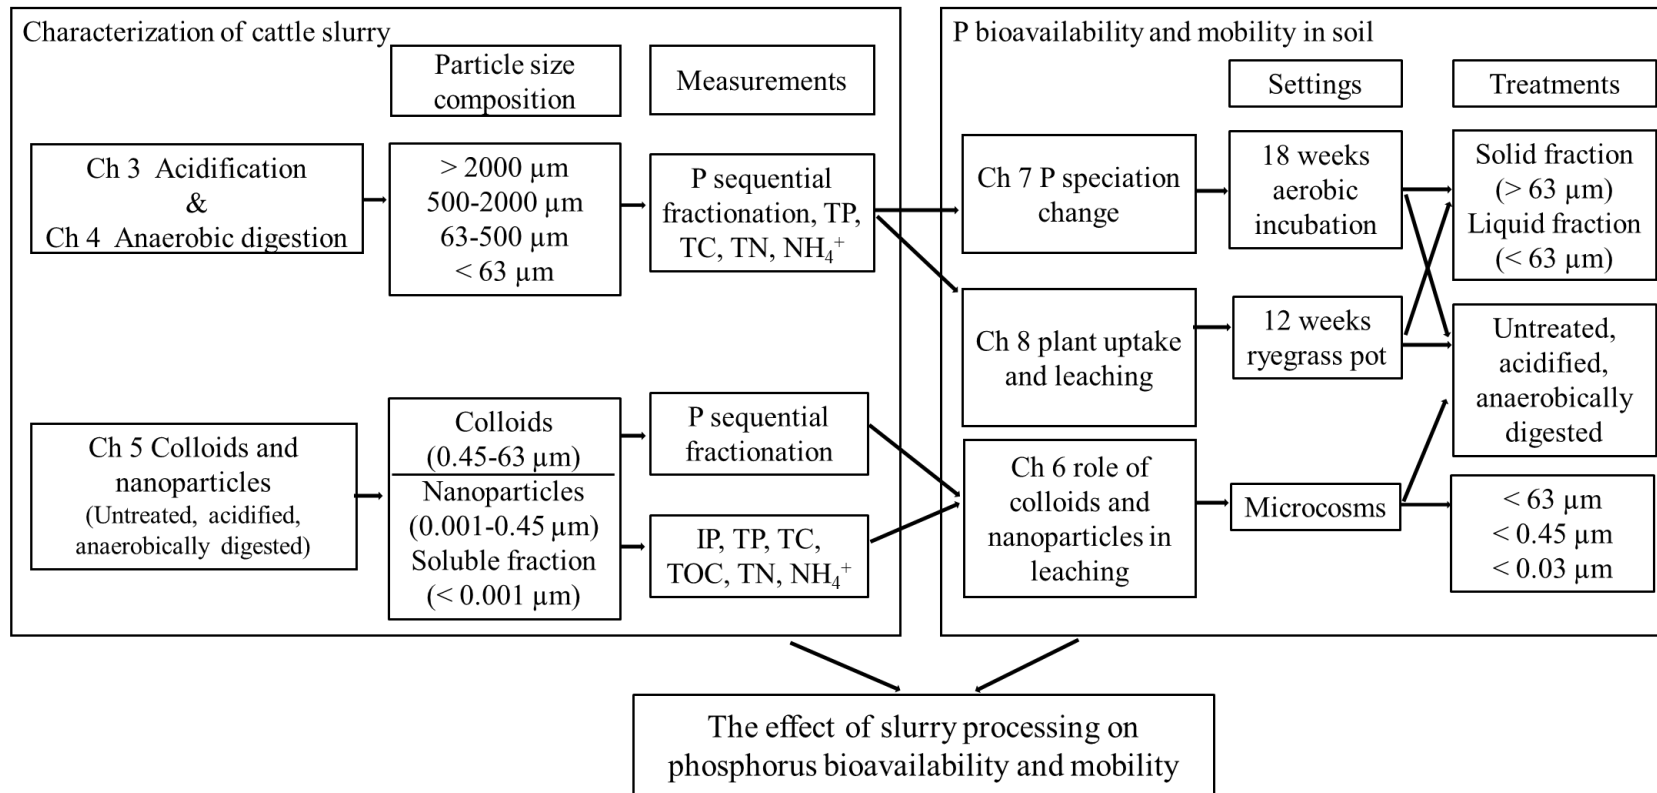 Characterization of cattle slurry
Particle size
composition
Measurements
Ch 3 Acidification
&
Ch 4 Anaerobic digestion
> 2000 µm
500-2000 µm
63-500 µm
< 63 µm
P sequential
fractionation, TP,
TC, TN, NH₄⁺
Ch 5 Colloids and
nanoparticles
(Untreated, acidified,
anaerobically digested)
Colloids
(0.45-63 µm)
Nanoparticles
(0.001-0.45 µm)
Soluble fraction
(< 0.001 µm)
P sequential
fractionation
IP, TP, TC,
TOC, TN, NH₄⁺
P bioavailability and mobility in soil
Settings
Treatments
Ch 7 P speciation
change
18 weeks
aerobic
incubation
Solid fraction
(> 63 µm)
Liquid fraction
(< 63 µm)
Ch 8 plant uptake
and leaching
12 weeks
ryegrass pot
Untreated,
acidified,
anaerobically
digested
Ch 6 role of
colloids and
nanoparticles in
leaching
Microcosms
< 63 µm
< 0.45 µm
< 0.03 µm
The effect of slurry processing on
phosphorus bioavailability and mobility